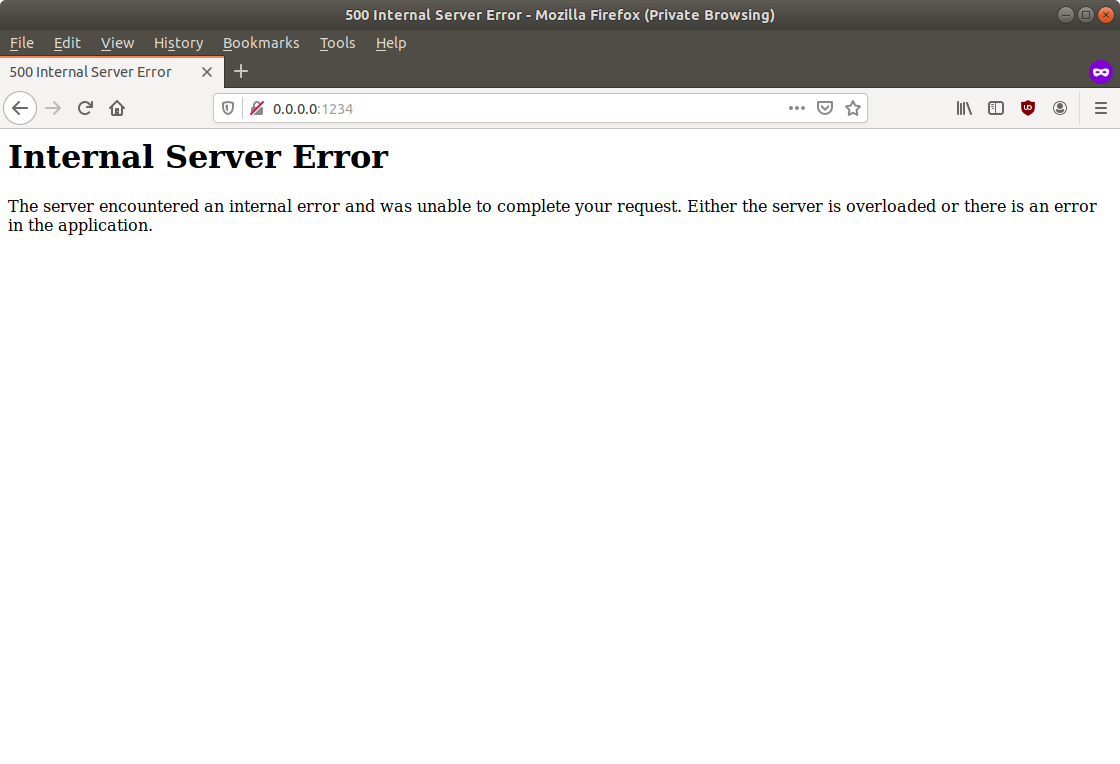 500 Internal Server Error - Mozilla Firefox (Private Browsing)
File Edit View History Bookmarks Tools Help
500 Internal Server Error
0.0.0.0:1234
Internal Server Error
The server encountered an internal error and was unable to complete your request. Either the server is overloaded or there is an error
in the application.